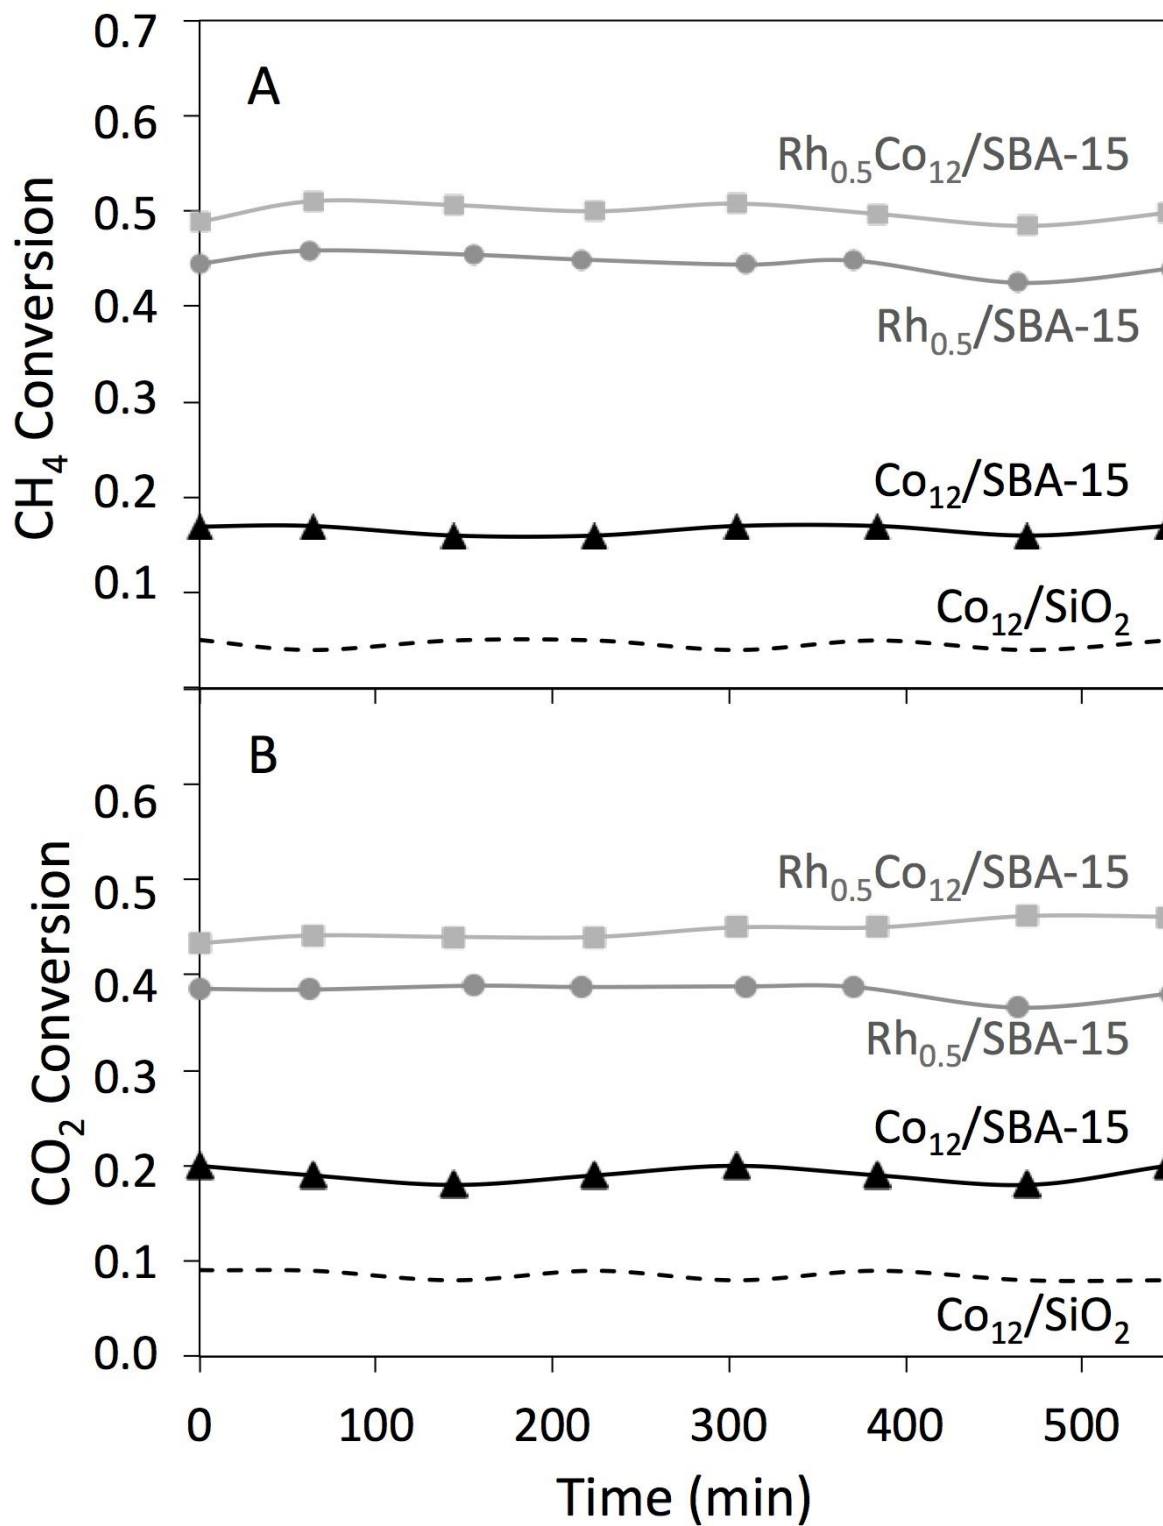 0.7
A
0.6
Rh₀.₅Co₁₂/SBA-15
0.5
0.4
Rh₀.₅/SBA-15
0.3
CH₄ Conversion
Co₁₂/SBA-15
0.2
0.1
Co₁₂/SiO₂
B
0.6
Rh₀.₅Co₁₂/SBA-15
0.5
0.4
Rh₀.₅/SBA-15
0.3
CO₂ Conversion
Co₁₂/SBA-15
0.2
0.1
Co₁₂/SiO₂
0.0
0 100 200 300 400 500
Time (min)